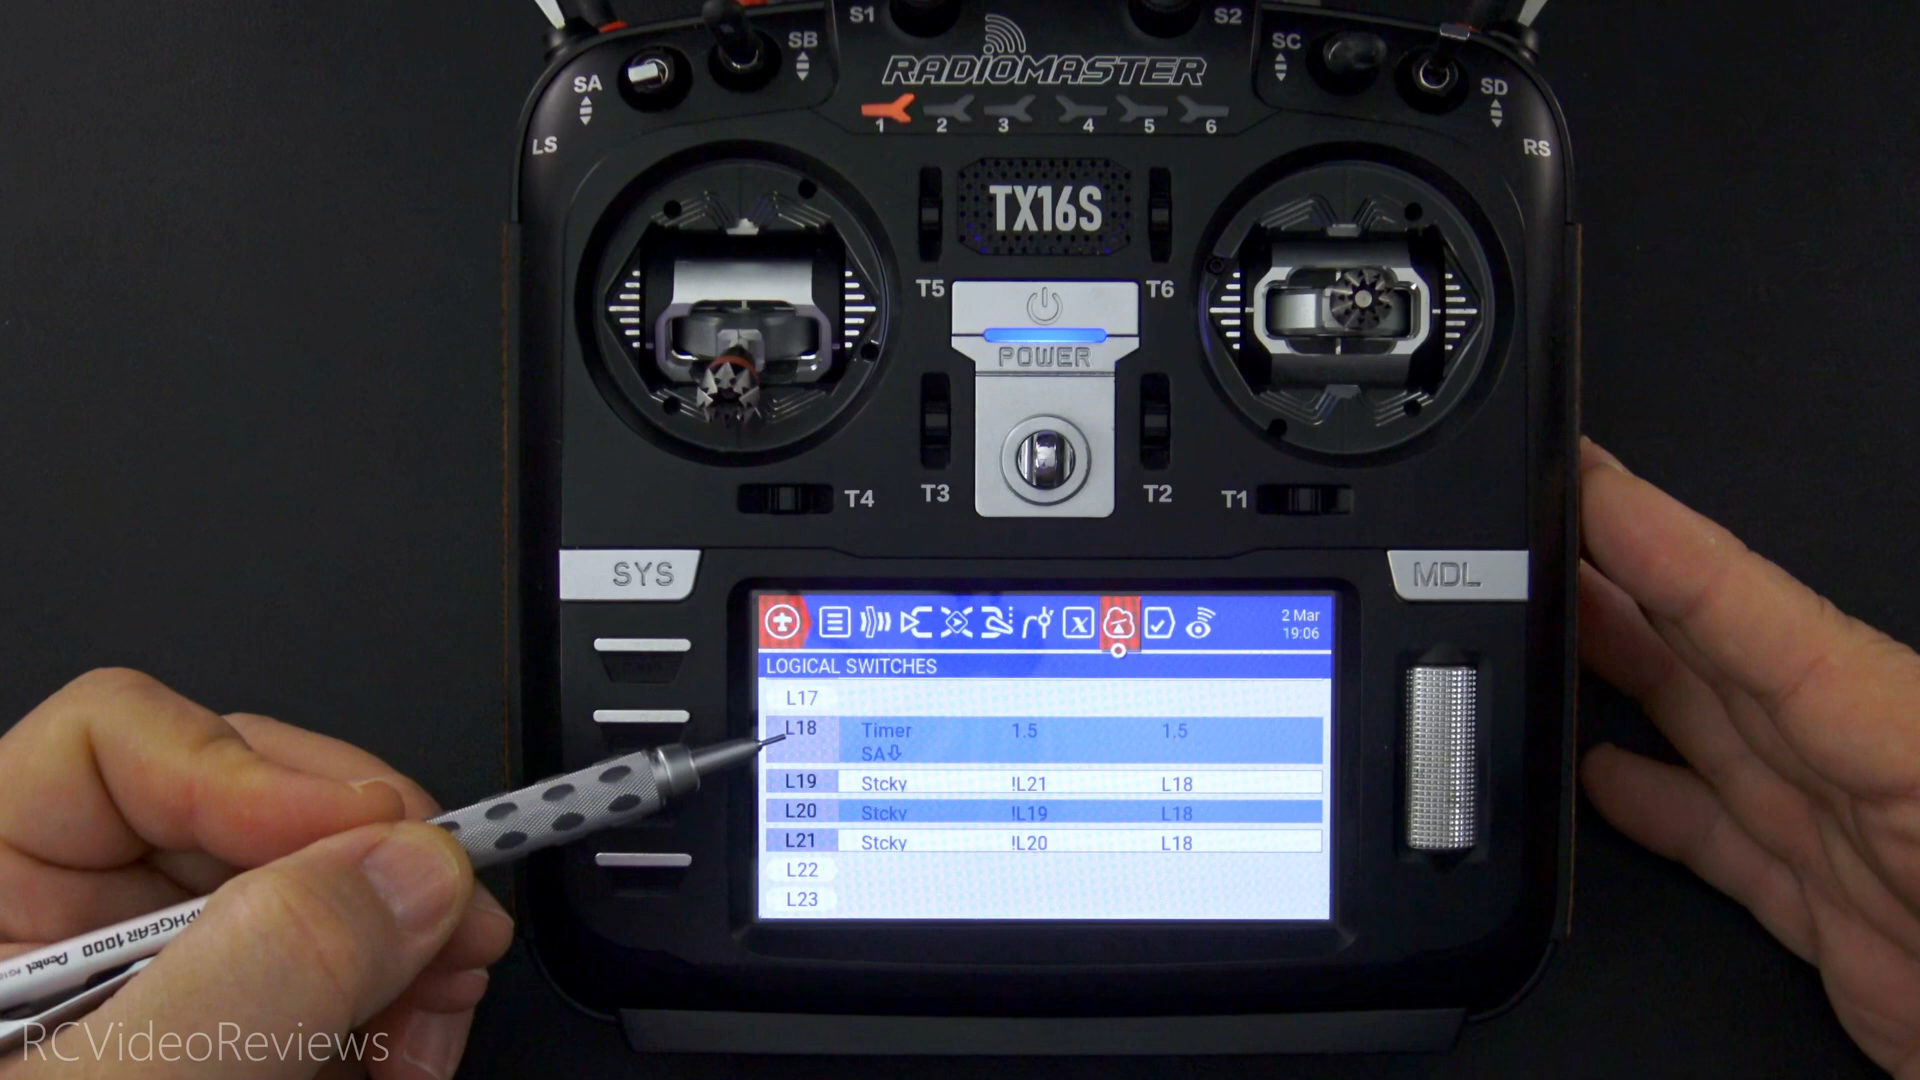 S1
S2
SB
SC
SA
SD
RADIOMASTER
1 2 3 4 5 6
LS
RS
TX16S
T5
T6
POWER
T4
T3
T2
T1
SYS
MDL
2 Mar
19:06
LOGICAL SWITCHES
L17
L18 Timer 1.5 1.5
SA
L19 Stcky !L21 L18
L20 Stcky !L19 L18
L21 Stcky !L20 L18
L22
L23
Pentel
RCVideoReviews